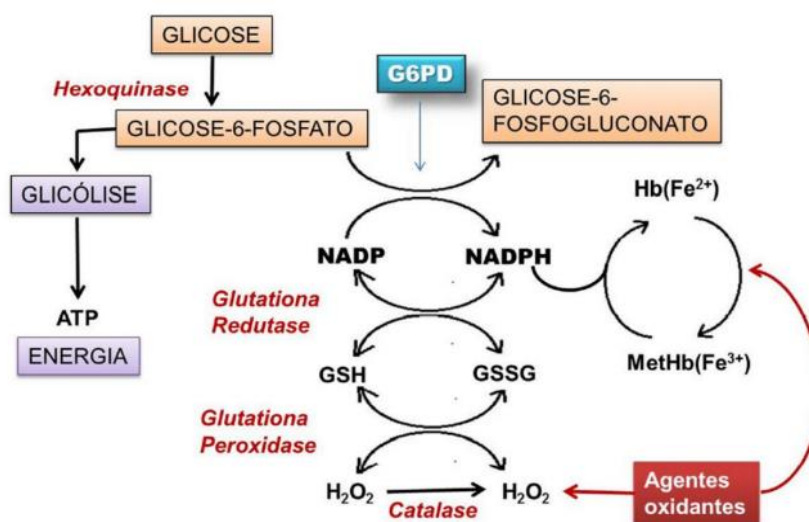 GLICOSE
G6PD
Hexoquinase
GLICOSE-6-
FOSFOGLUCONATO
GLICOSE-6-FOSFATO
GLICÓLISE
Hb(Fe²⁺)
NADP
NADPH
Glutationa
Redutase
ATP
ENERGIA
MetHb(Fe³⁺)
GSH
GSSG
Glutationa
Peroxidase
H₂O₂
H₂O₂
Catalase
Agentes
oxidantes